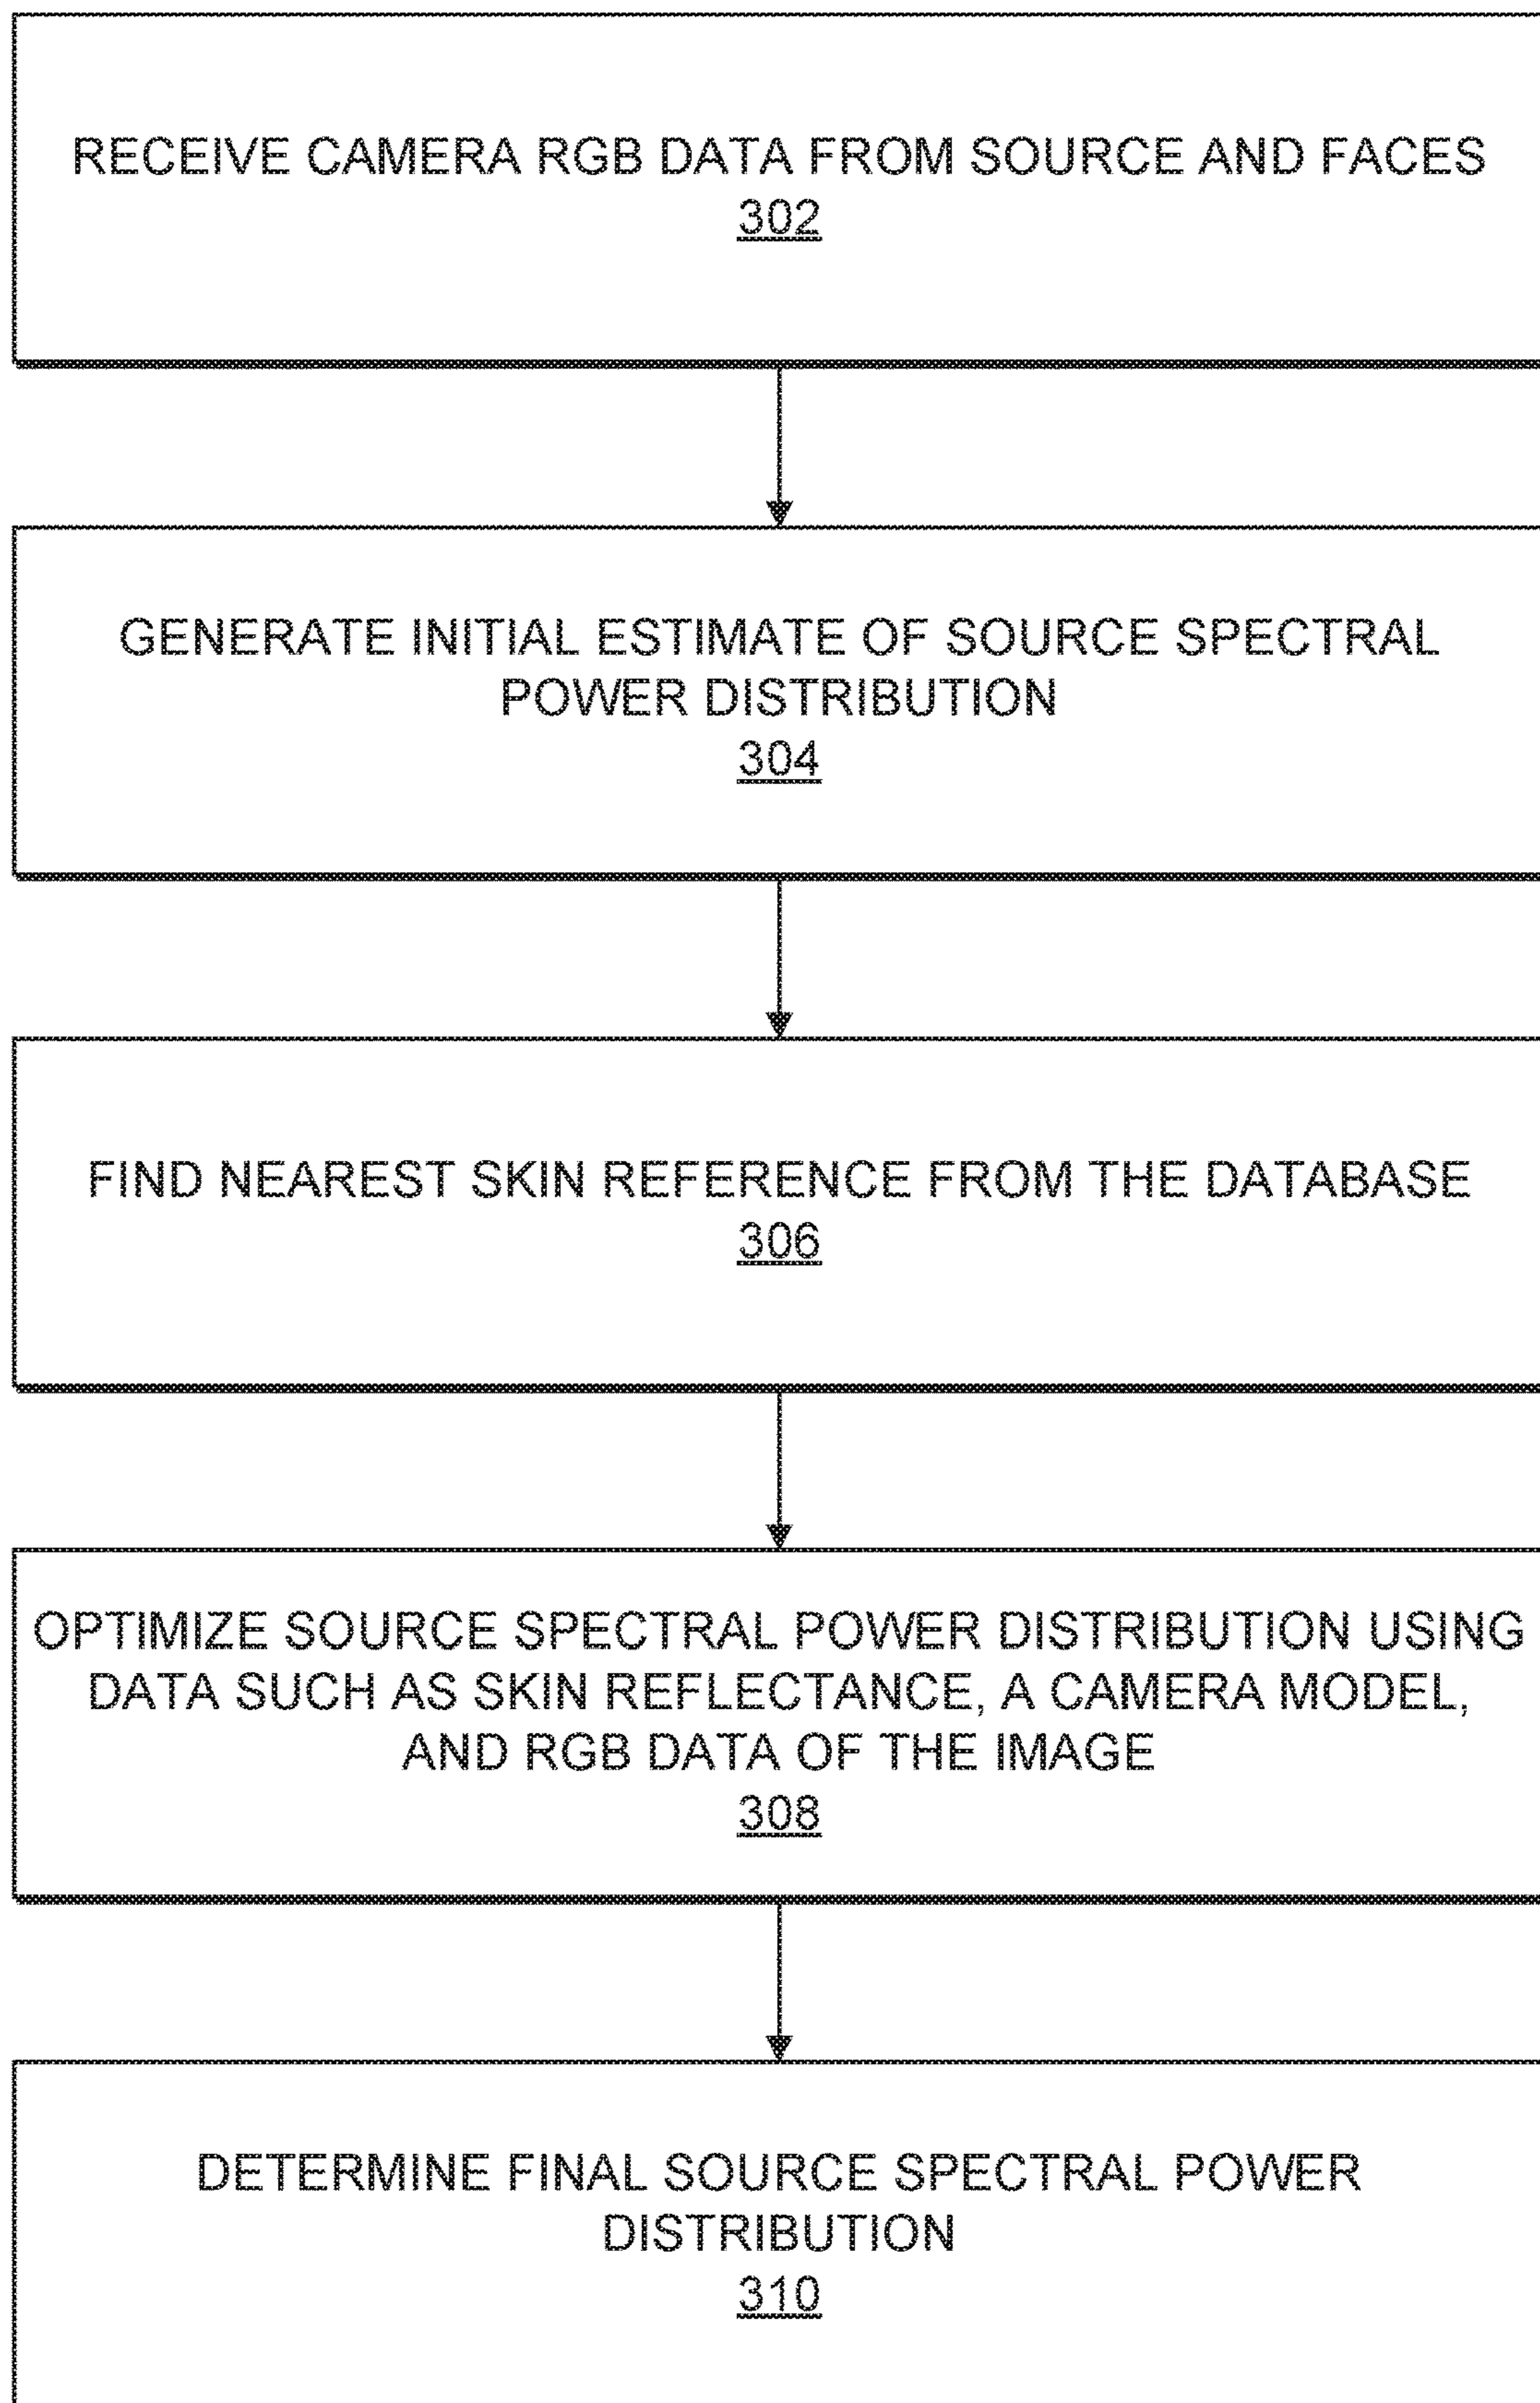 RECEIVE CAMERA RGB DATA FROM SOURCE AND FACES
302
GENERATE INITIAL ESTIMATE OF SOURCE SPECTRAL
POWER DISTRIBUTION
304
FIND NEAREST SKIN REFERENCE FROM THE DATABASE
306
OPTIMIZE SOURCE SPECTRAL POWER DISTRIBUTION USING
DATA SUCH AS SKIN REFLECTANCE, A CAMERA MODEL,
AND RGB DATA OF THE IMAGE
308
DETERMINE FINAL SOURCE SPECTRAL POWER
DISTRIBUTION
310